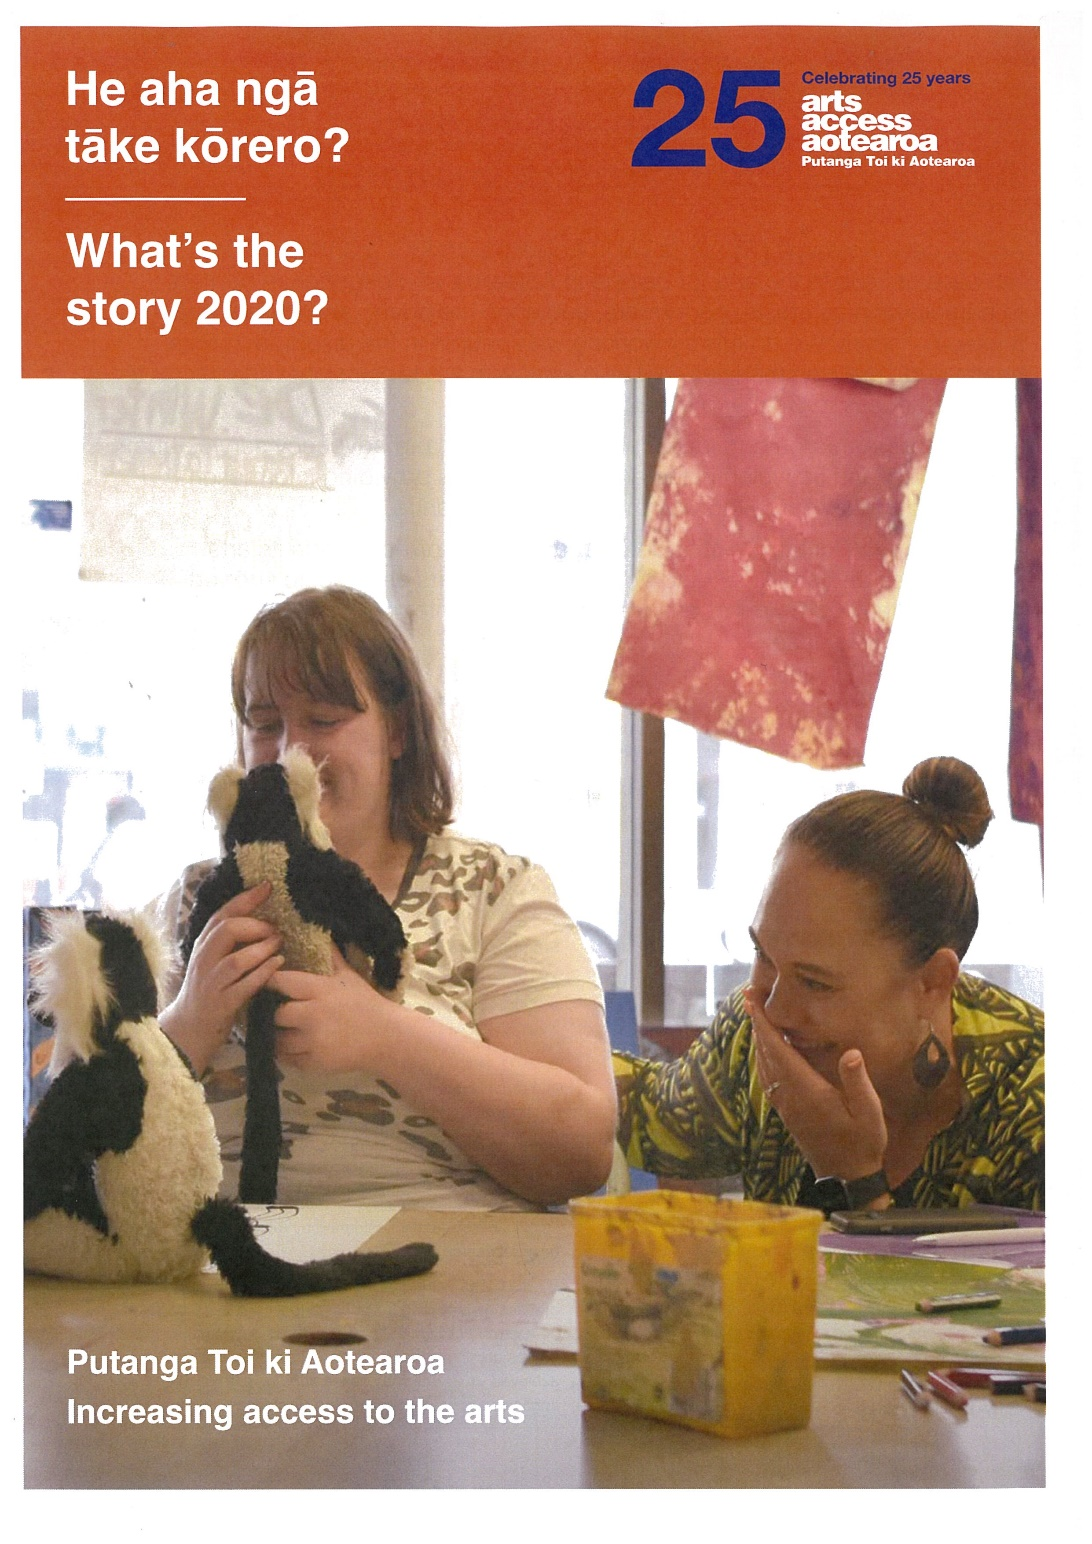 He aha ngā
tāke kōrero?
What's the
story 2020?
25
Celebrating 25 years
arts
access
aotearoa
Putanga Toi ki Aotearoa
Putanga Toi ki Aotearoa
Increasing access to the arts